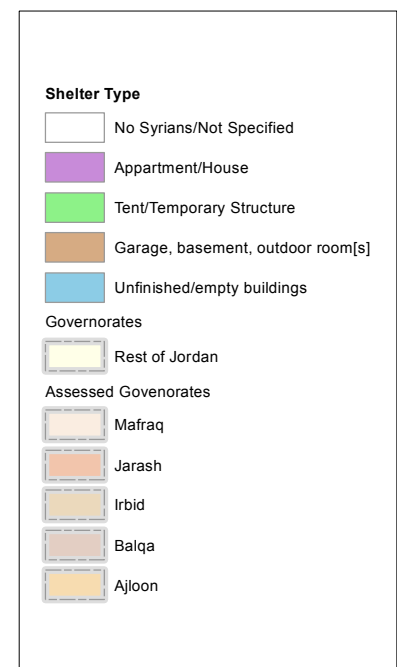 Shelter Type
No Syrians/Not Specified
Appartment/House
Tent/Temporary Structure
Garage, basement, outdoor room[s]
Unfinished/empty buildings
Governorates
Rest of Jordan
Assessed Govenorates
Mafraq
Jarash
Irbid
Balqa
Ajloon